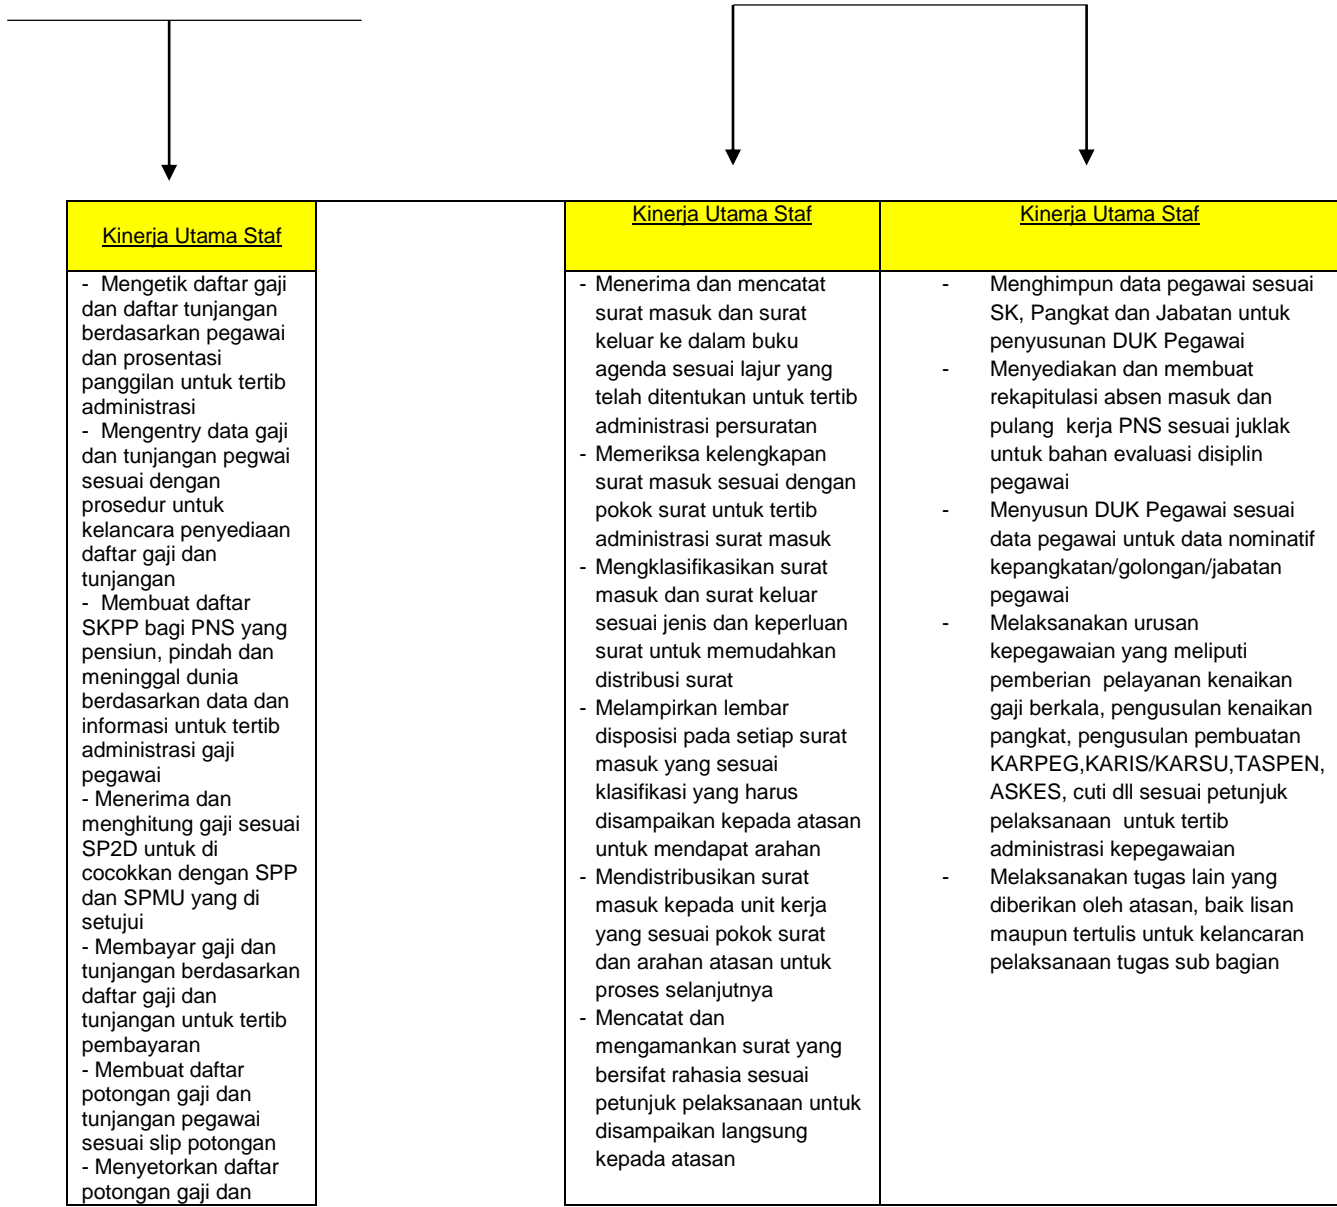 Kinerja Utama Staf
- Mengetik daftar gaji
dan daftar tunjangan
berdasarkan pegawai
dan prosentasi
panggilan untuk tertib
administrasi
- Mengentry data gaji
dan tunjangan pegwai
sesuai dengan
prosedur untuk
kelancara penyediaan
daftar gaji dan
tunjangan
- Membuat daftar
SKPP bagi PNS yang
pensiun, pindah dan
meninggal dunia
berdasarkan data dan
informasi untuk tertib
administrasi gaji
pegawai
- Menerima dan
menghitung gaji sesuai
SP2D untuk di
cocokkan dengan SPP
dan SPMU yang di
setujui
- Membayar gaji dan
tunjangan berdasarkan
daftar gaji dan
tunjangan untuk tertib
pembayaran
- Membuat daftar
potongan gaji dan
tunjangan pegawai
sesuai slip potongan
- Menyetorkan daftar
potongan gaji dan
Kinerja Utama Staf
- Menerima dan mencatat
surat masuk dan surat
keluar ke dalam buku
agenda sesuai lajur yang
telah ditentukan untuk tertib
administrasi persuratan
- Memeriksa kelengkapan
surat masuk sesuai dengan
pokok surat untuk tertib
administrasi surat masuk
- Mengklasifikasikan surat
masuk dan surat keluar
sesuai jenis dan keperluan
surat untuk memudahkan
distribusi surat
- Melampirkan lembar
disposisi pada setiap surat
masuk yang sesuai
klasifikasi yang harus
disampaikan kepada atasan
untuk mendapat arahan
- Mendistribusikan surat
masuk kepada unit kerja
yang sesuai pokok surat
dan arahan atasan untuk
proses selanjutnya
- Mencatat dan
mengamankan surat yang
bersifat rahasia sesuai
petunjuk pelaksanaan untuk
disampaikan langsung
kepada atasan
Kinerja Utama Staf
- Menghimpun data pegawai sesuai
SK, Pangkat dan Jabatan untuk
penyusunan DUK Pegawai
- Menyediakan dan membuat
rekapitulasi absen masuk dan
pulang kerja PNS sesuai juklak
untuk bahan evaluasi disiplin
pegawai
- Menyusun DUK Pegawai sesuai
data pegawai untuk data nominatif
kepangkatan/golongan/jabatan
pegawai
- Melaksanakan urusan
kepegawaian yang meliputi
pemberian pelayanan kenaikan
gaji berkala, pengusulan kenaikan
pangkat, pengusulan pembuatan
KARPEG,KARIS/KARSU,TASPEN,
ASKES, cuti dll sesuai petunjuk
pelaksanaan untuk tertib
administrasi kepegawaian
- Melaksanakan tugas lain yang
diberikan oleh atasan, baik lisan
maupun tertulis untuk kelancaran
pelaksanaan tugas sub bagian